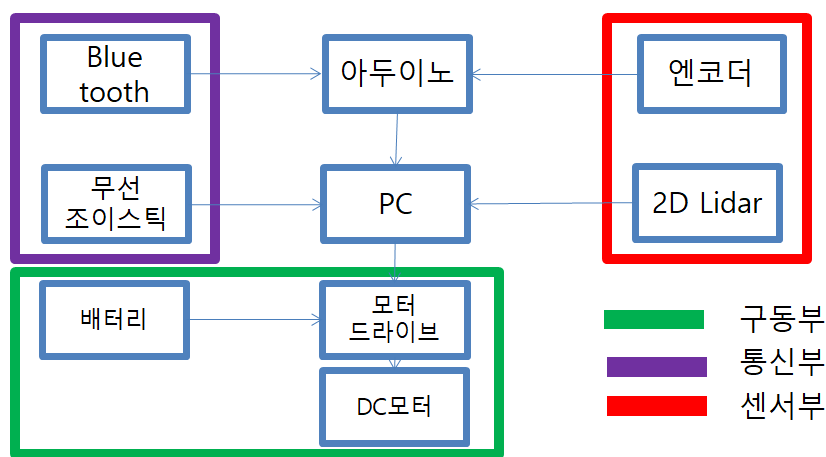 Blue
tooth
아두이노
엔코더
무선
조이스틱
PC
2D Lidar
배터리
모터
드라이브
DC모터
구동부
통신부
센서부